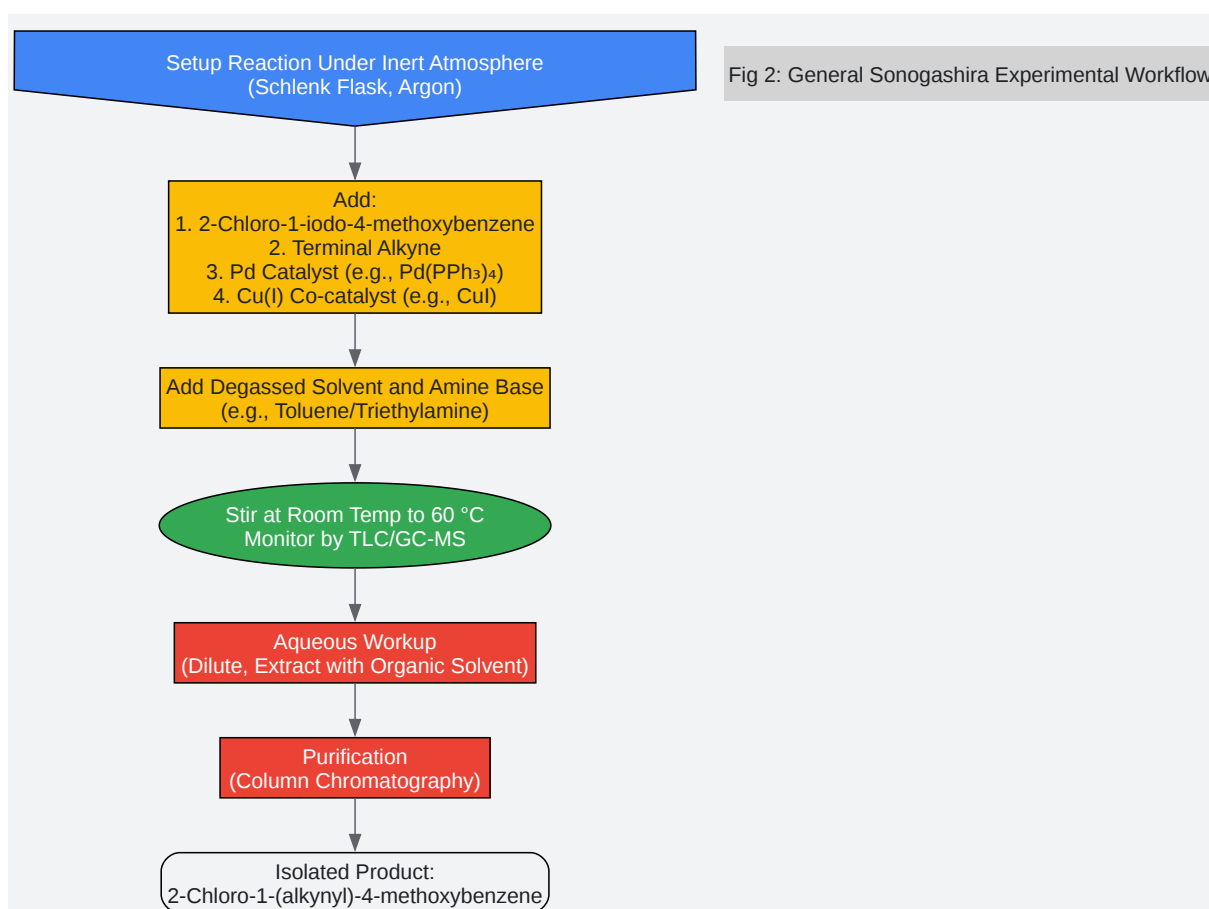 Setup Reaction Under Inert Atmosphere
(Schlenk Flask, Argon)
Fig 2: General Sonogashira Experimental Workflow
Add:
1. 2-Chloro-1-iodo-4-methoxybenzene
2. Terminal Alkyne
3. Pd Catalyst (e.g., Pd(PPh₃)₄)
4. Cu(I) Co-catalyst (e.g., CuI)
Add Degassed Solvent and Amine Base
(e.g., Toluene/Triethylamine)
Stir at Room Temp to 60 °C
Monitor by TLC/GC-MS
Aqueous Workup
(Dilute, Extract with Organic Solvent)
Purification
(Column Chromatography)
Isolated Product:
2-Chloro-1-(alkynyl)-4-methoxybenzene